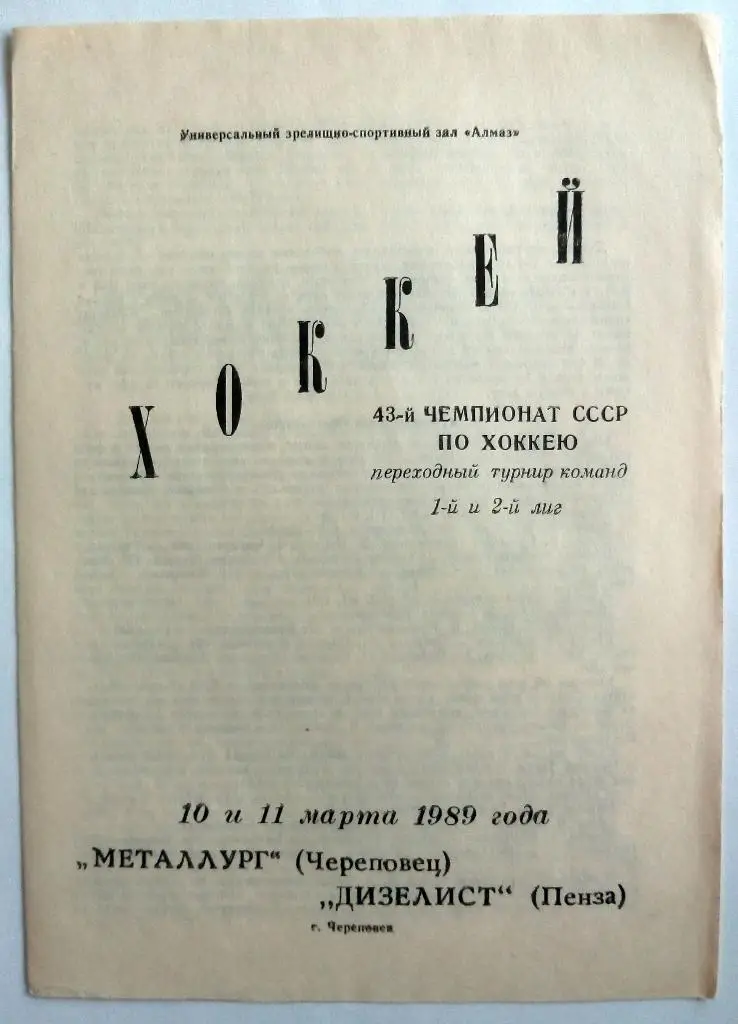 Универсальный зрелищно-спортивный зал «Алмаз»
ХОККЕЙ
43-й ЧЕМПИОНАТ СССР
ПО ХОККЕЮ
переходный турнир команд
1-й и 2-й лиг
10 и 11 марта 1989 года
„МЕТАЛЛУРГ“ (Череповец)
„ДИЗЕЛИСТ“ (Пенза)
г. Череповец